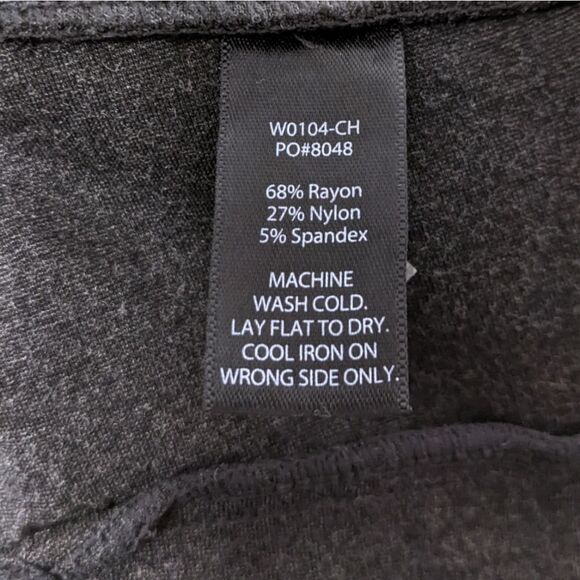 W0104-CH
PO#8048
68% Rayon
27% Nylon
5% Spandex
MACHINE
WASH COLD.
LAY FLAT TO DRY.
COOL IRON ON
WRONG SIDE ONLY.